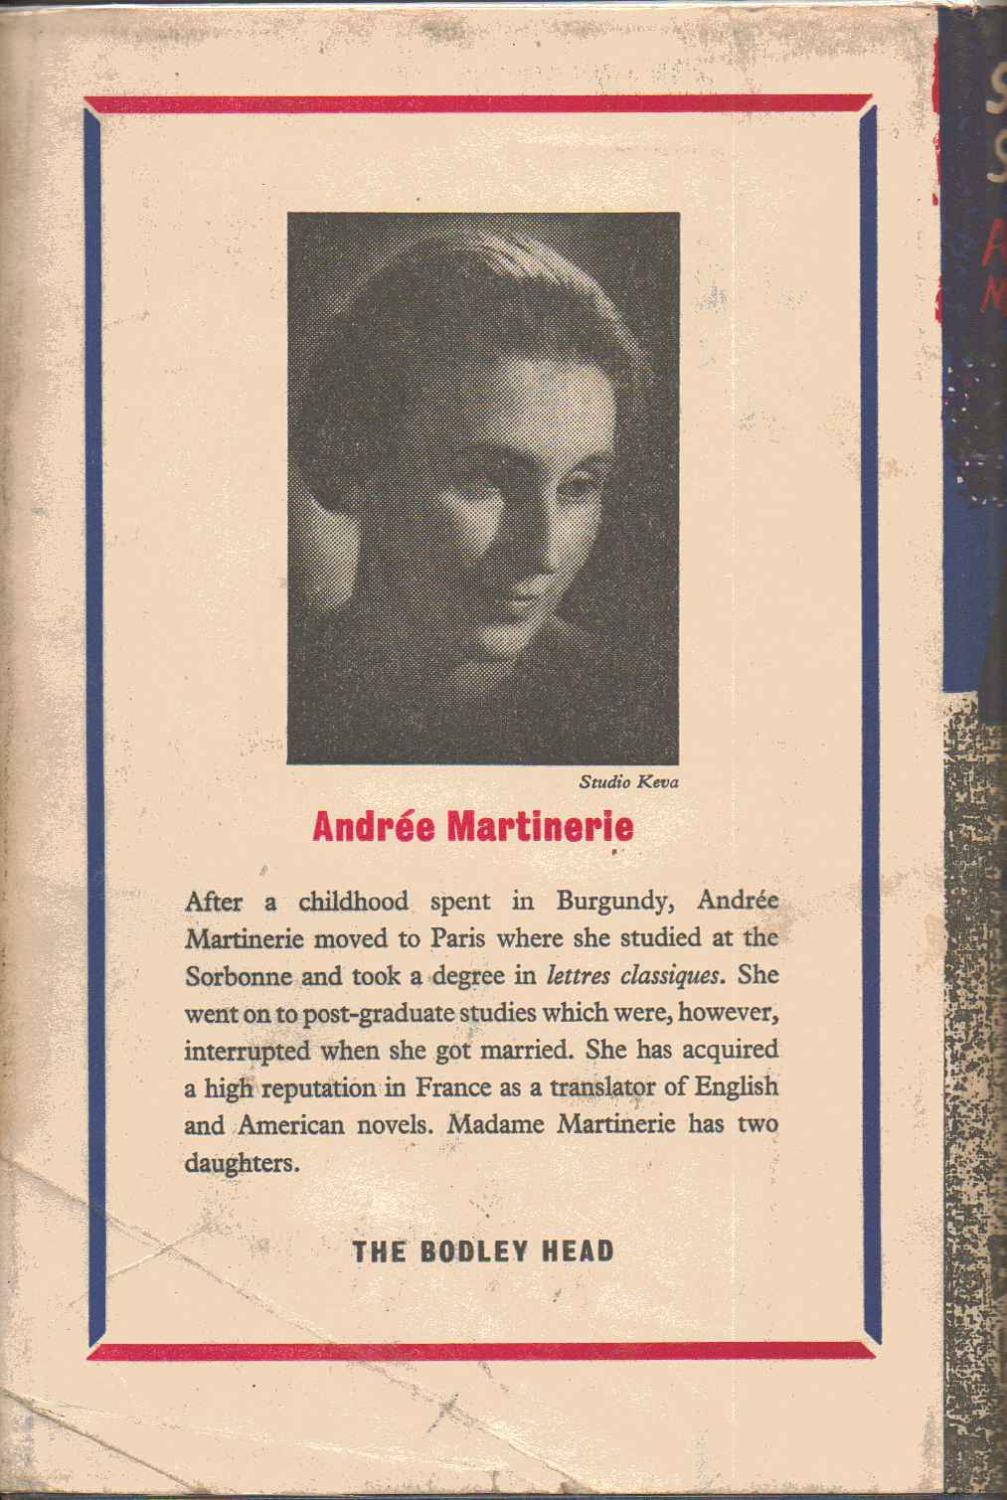 Studio Keva
Andrée Martinerie
After a childhood spent in Burgundy, Andrée
Martinerie moved to Paris where she studied at the
Sorbonne and took a degree in lettres classiques. She
went on to post-graduate studies which were, however,
interrupted when she got married. She has acquired
a high reputation in France as a translator of English
and American novels. Madame Martinerie has two
daughters.
THE BODLEY HEAD